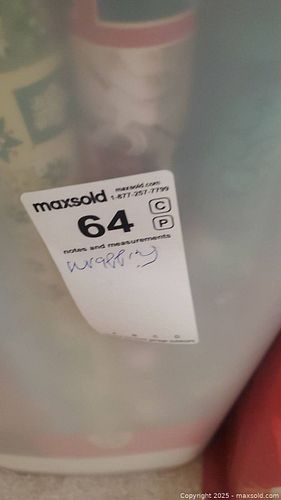 maxsold maxsold.com
1-877-257-7799
64 C
P
notes and measurements
wrapping
A B C D
Copyright 2025 - maxsold.com